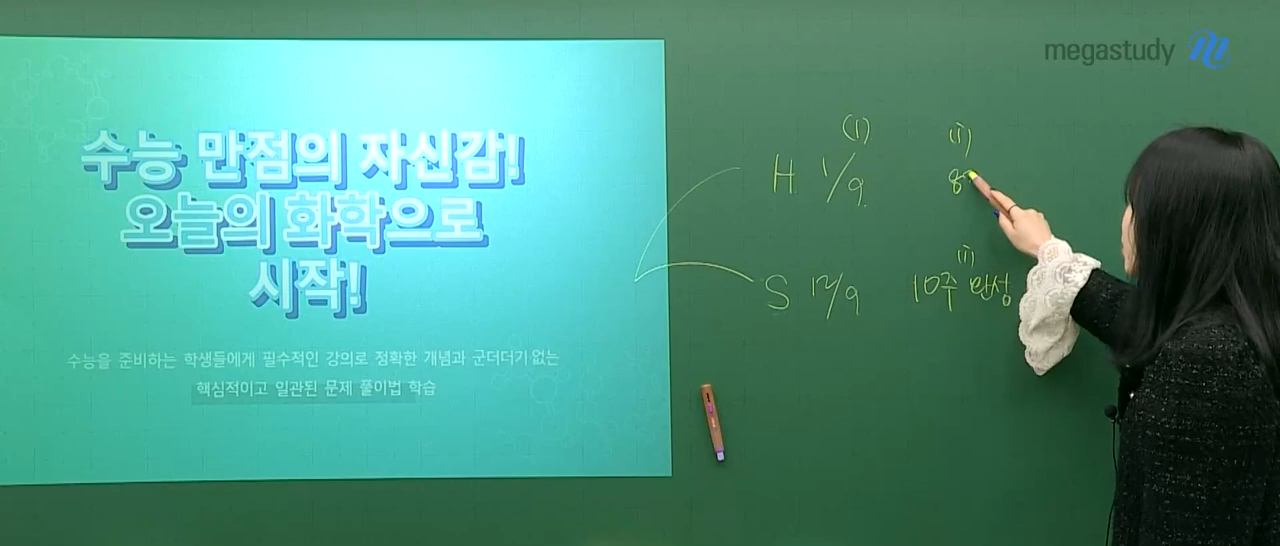 megastudy
수능 만점의 자신감!
오늘의 화학으로
시작!
수능을 준비하는 학생들에게 필수적인 강의로 정확한 개념과 군더더기 없는
핵심적이고 일관된 문제 풀이법 학습
(I) (II)
H 1/9 8
(II)
S 12/9 10주 완성